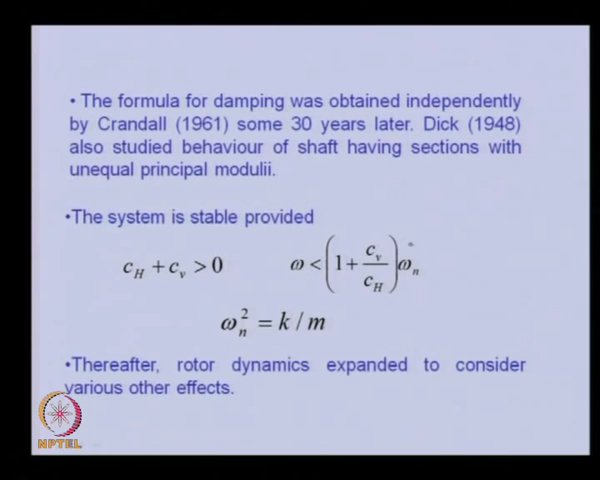 • The formula for damping was obtained independently
by Crandall (1961) some 30 years later. Dick (1948)
also studied behaviour of shaft having sections with
unequal principal modulii.
•The system is stable provided
c_H + c_v > 0    ω < (1 + c_v / c_H) ω_n
ω_n^2 = k / m
•Thereafter, rotor dynamics expanded to consider
various other effects.
NPTEL